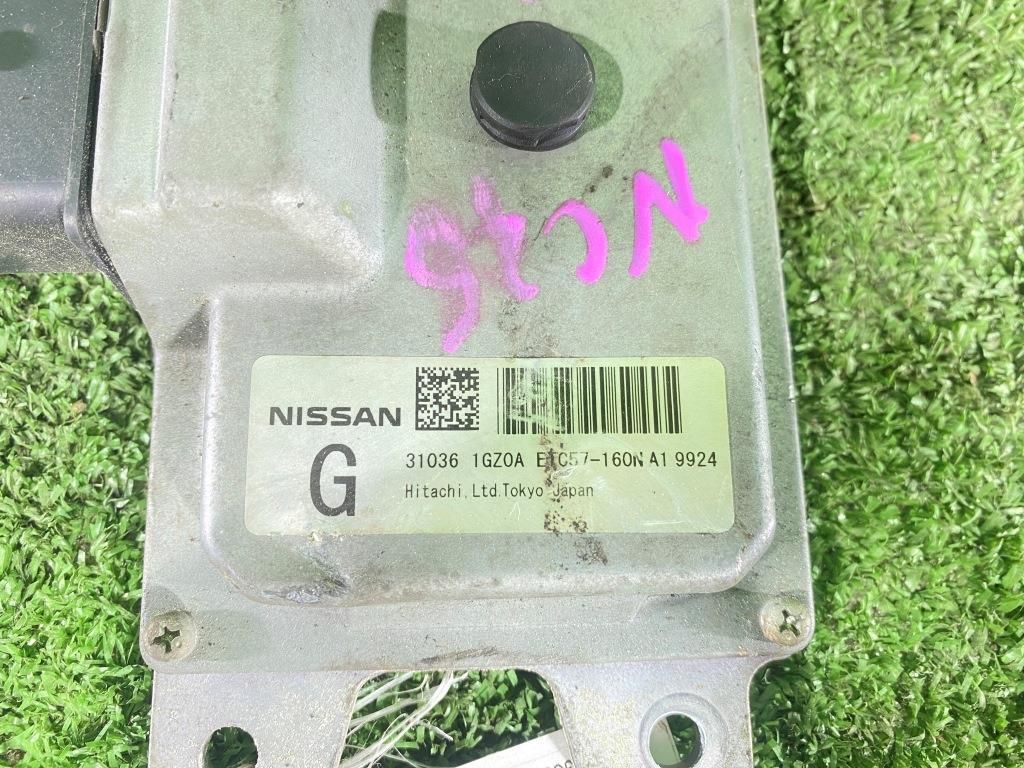 NC26
NISSAN
G
31036 1GZ0A ETC57-160N A1 9924
Hitachi, Ltd. Tokyo Japan